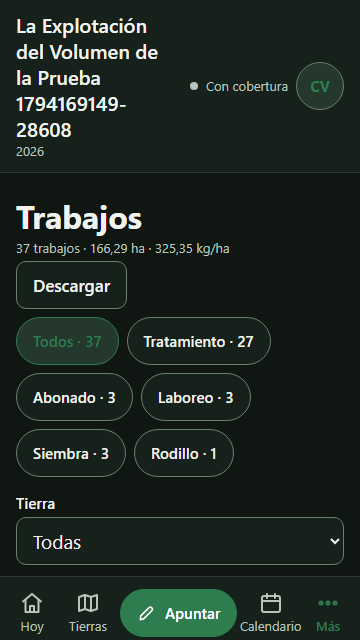 La Explotación
del Volumen de
la Prueba
1794169149-
28608
2026
Con cobertura
CV
Trabajos
37 trabajos · 166,29 ha · 325,35 kg/ha
Descargar
Todos · 37
Tratamiento · 27
Abonado · 3
Laboreo · 3
Siembra · 3
Rodillo · 1
Tierra
Todas
Hoy
Tierras
Apuntar
Calendario
Más